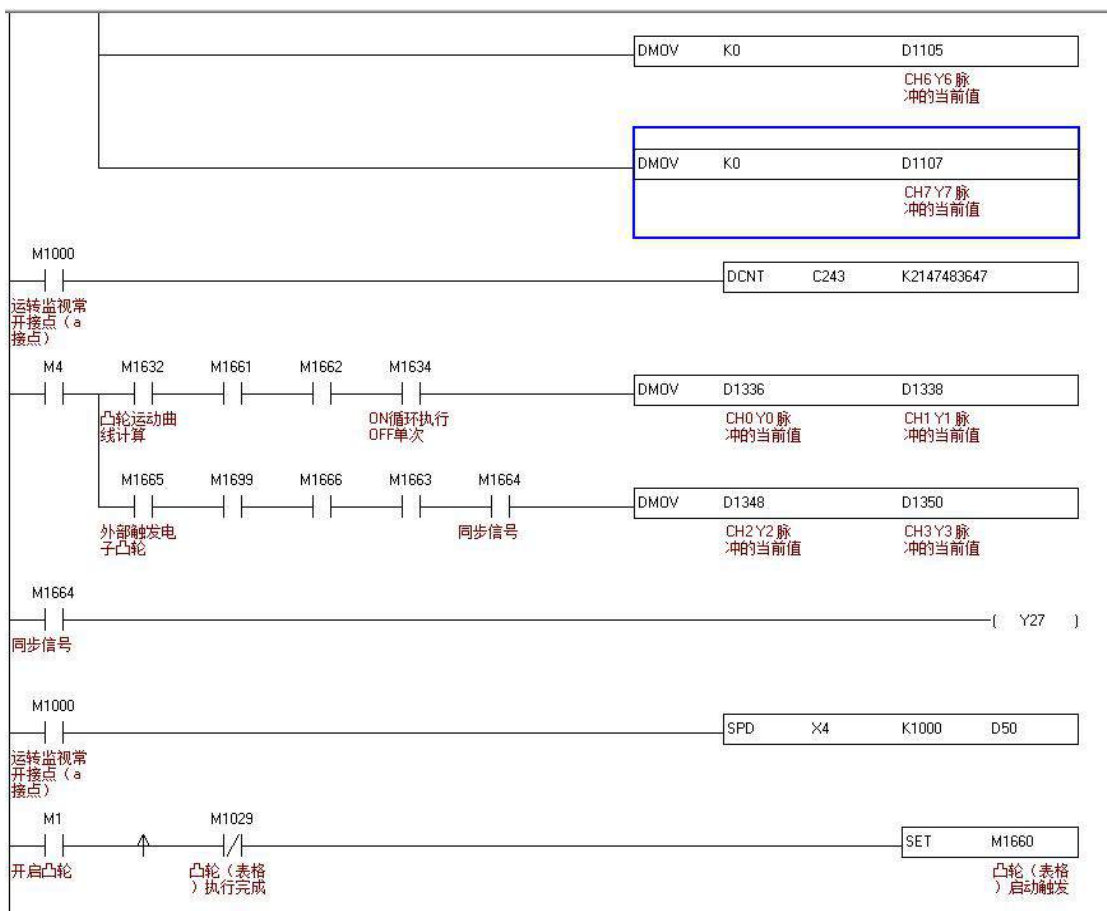 DMOV K0 D1105
CH6 Y6 脉
冲的当前值
DMOV K0 D1107
CH7 Y7 脉
冲的当前值
M1000
DCNT C243 K2147483647
运转监视常
开接点（a
接点）
M4 M1632 M1661 M1662 M1634
DMOV D1336 D1338
凸轮运动曲
线计算
ON循环执行
OFF单次
CH0 Y0 脉
冲的当前值
CH1 Y1 脉
冲的当前值
M1665 M1699 M1666 M1663 M1664
DMOV D1348 D1350
外部触发电
子凸轮
同步信号
CH2 Y2 脉
冲的当前值
CH3 Y3 脉
冲的当前值
M1664
( Y27 )
同步信号
M1000
SPD X4 K1000 D50
运转监视常
开接点（a
接点）
M1 M1029
SET M1660
开启凸轮
凸轮（表格
）执行完成
凸轮（表格
）启动触发